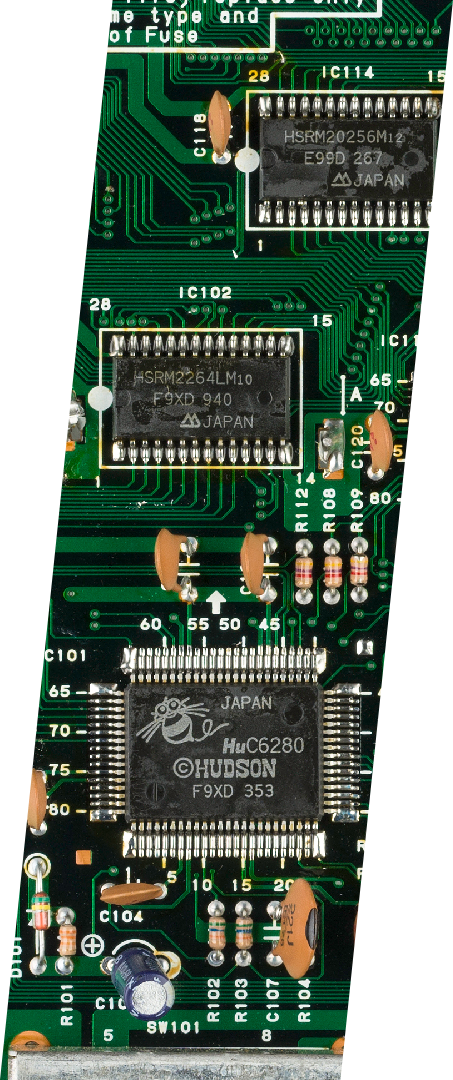 me type and
of Fuse
28 IC114 15
C118
HSRM20256M12
E99D 267
JAPAN
1
IC102
28 15
HSRM2264LM10
F9XD 940
JAPAN
1 14
A
65
70
C120
80
R112 R108 R109
60 55 50 45
C101
65
70
75
80
JAPAN
HuC6280
©HUDSON
F9XD 353
1 5 10 15 20
C104
D101
R101
R102 R103 C107 R104
SW101
5 8